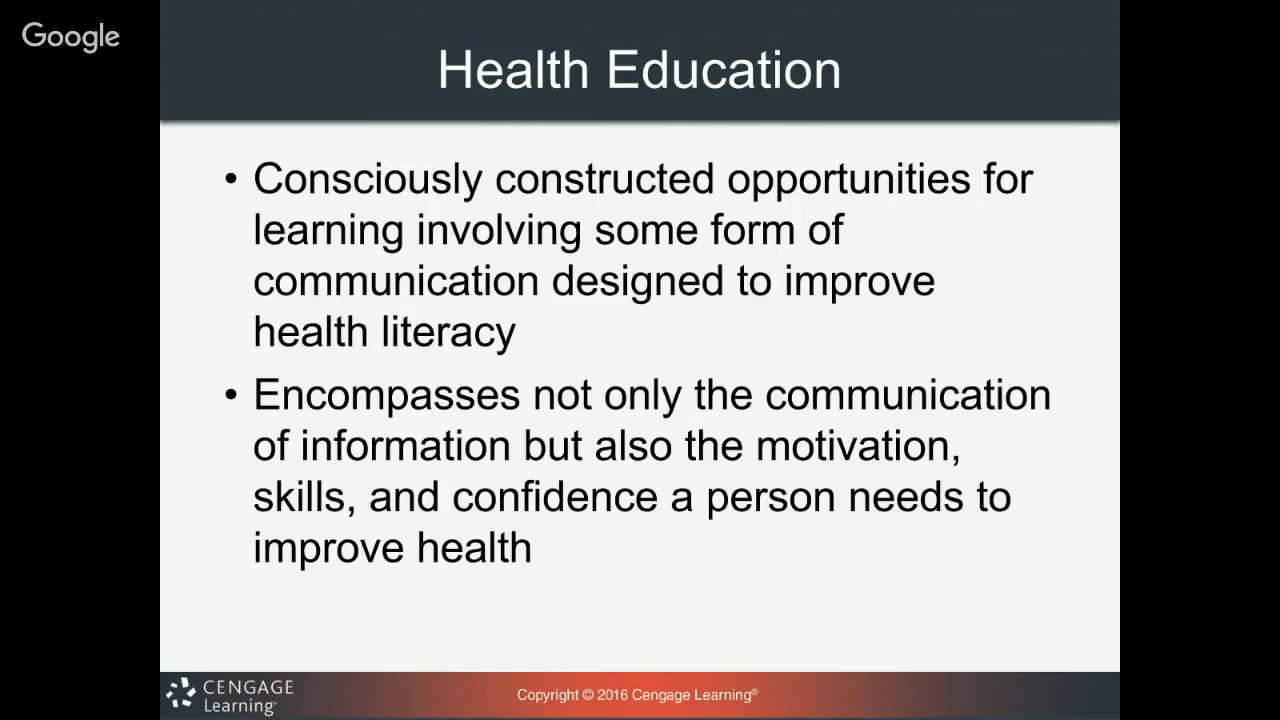 Google
Health Education
• Consciously constructed opportunities for
learning involving some form of
communication designed to improve
health literacy
• Encompasses not only the communication
of information but also the motivation,
skills, and confidence a person needs to
improve health
CENGAGE
Learning
Copyright © 2016 Cengage Learning®